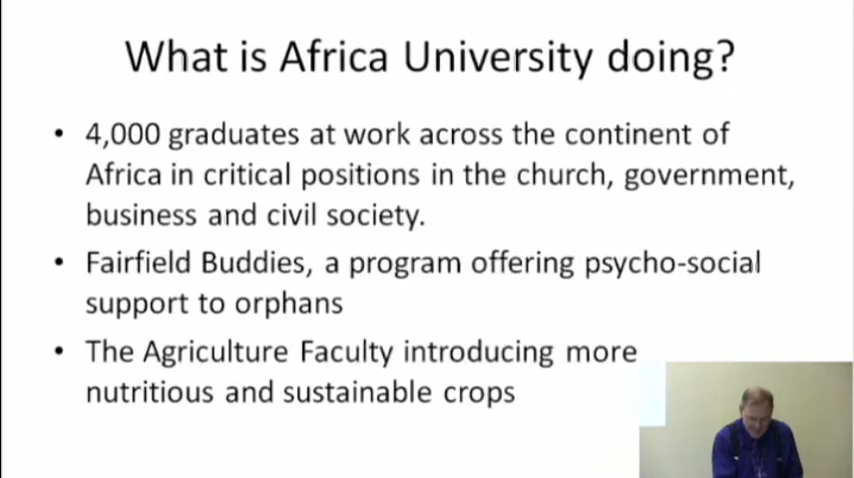 What is Africa University doing?
• 4,000 graduates at work across the continent of
Africa in critical positions in the church, government,
business and civil society.
• Fairfield Buddies, a program offering psycho-social
support to orphans
• The Agriculture Faculty introducing more
nutritious and sustainable crops